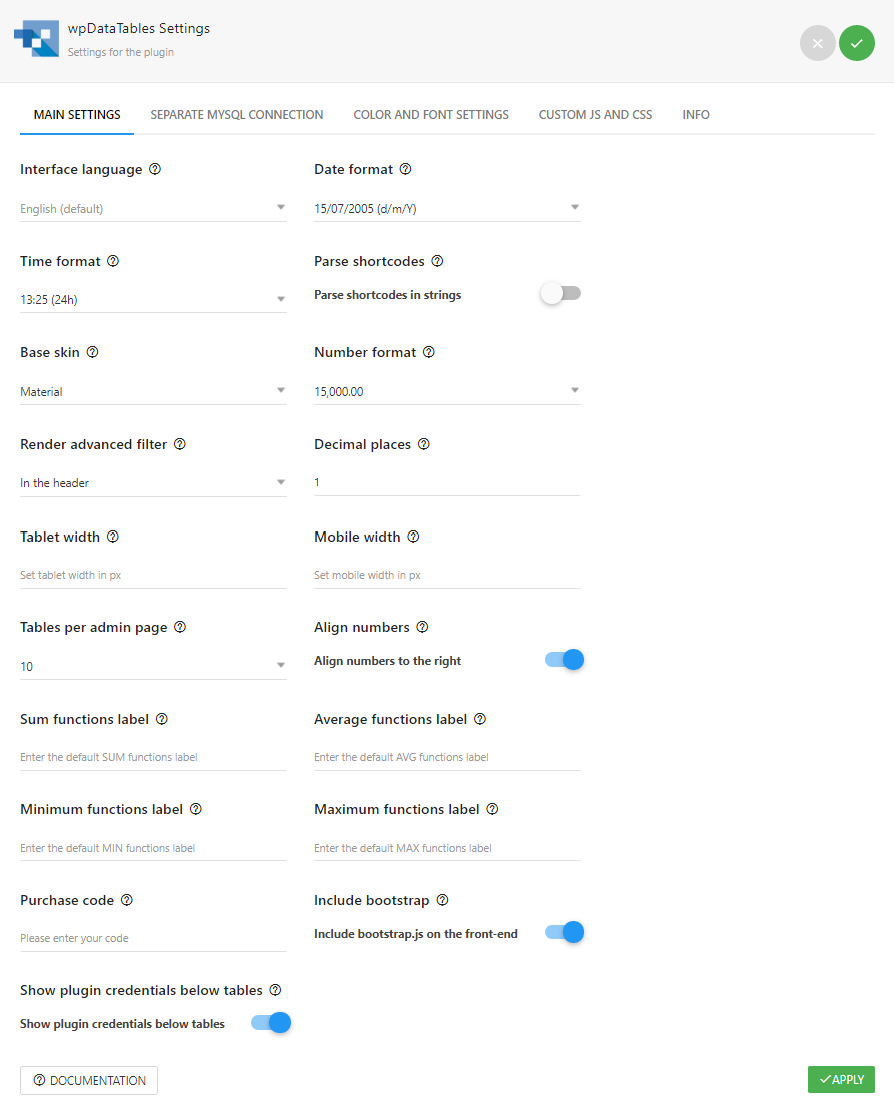 wpDataTables Settings
Settings for the plugin
MAIN SETTINGS SEPARATE MYSQL CONNECTION COLOR AND FONT SETTINGS CUSTOM JS AND CSS INFO
Interface language Date format
English (default) 15/07/2005 (d/m/Y)
Time format Parse shortcodes
13:25 (24h) Parse shortcodes in strings
Base skin Number format
Material 15,000.00
Render advanced filter Decimal places
In the header 1
Tablet width Mobile width
Set tablet width in px Set mobile width in px
Tables per admin page Align numbers
10 Align numbers to the right
Sum functions label Average functions label
Enter the default SUM functions label Enter the default AVG functions label
Minimum functions label Maximum functions label
Enter the default MIN functions label Enter the default MAX functions label
Purchase code Include bootstrap
Please enter your code Include bootstrap.js on the front-end
Show plugin credentials below tables
Show plugin credentials below tables
DOCUMENTATION APPLY